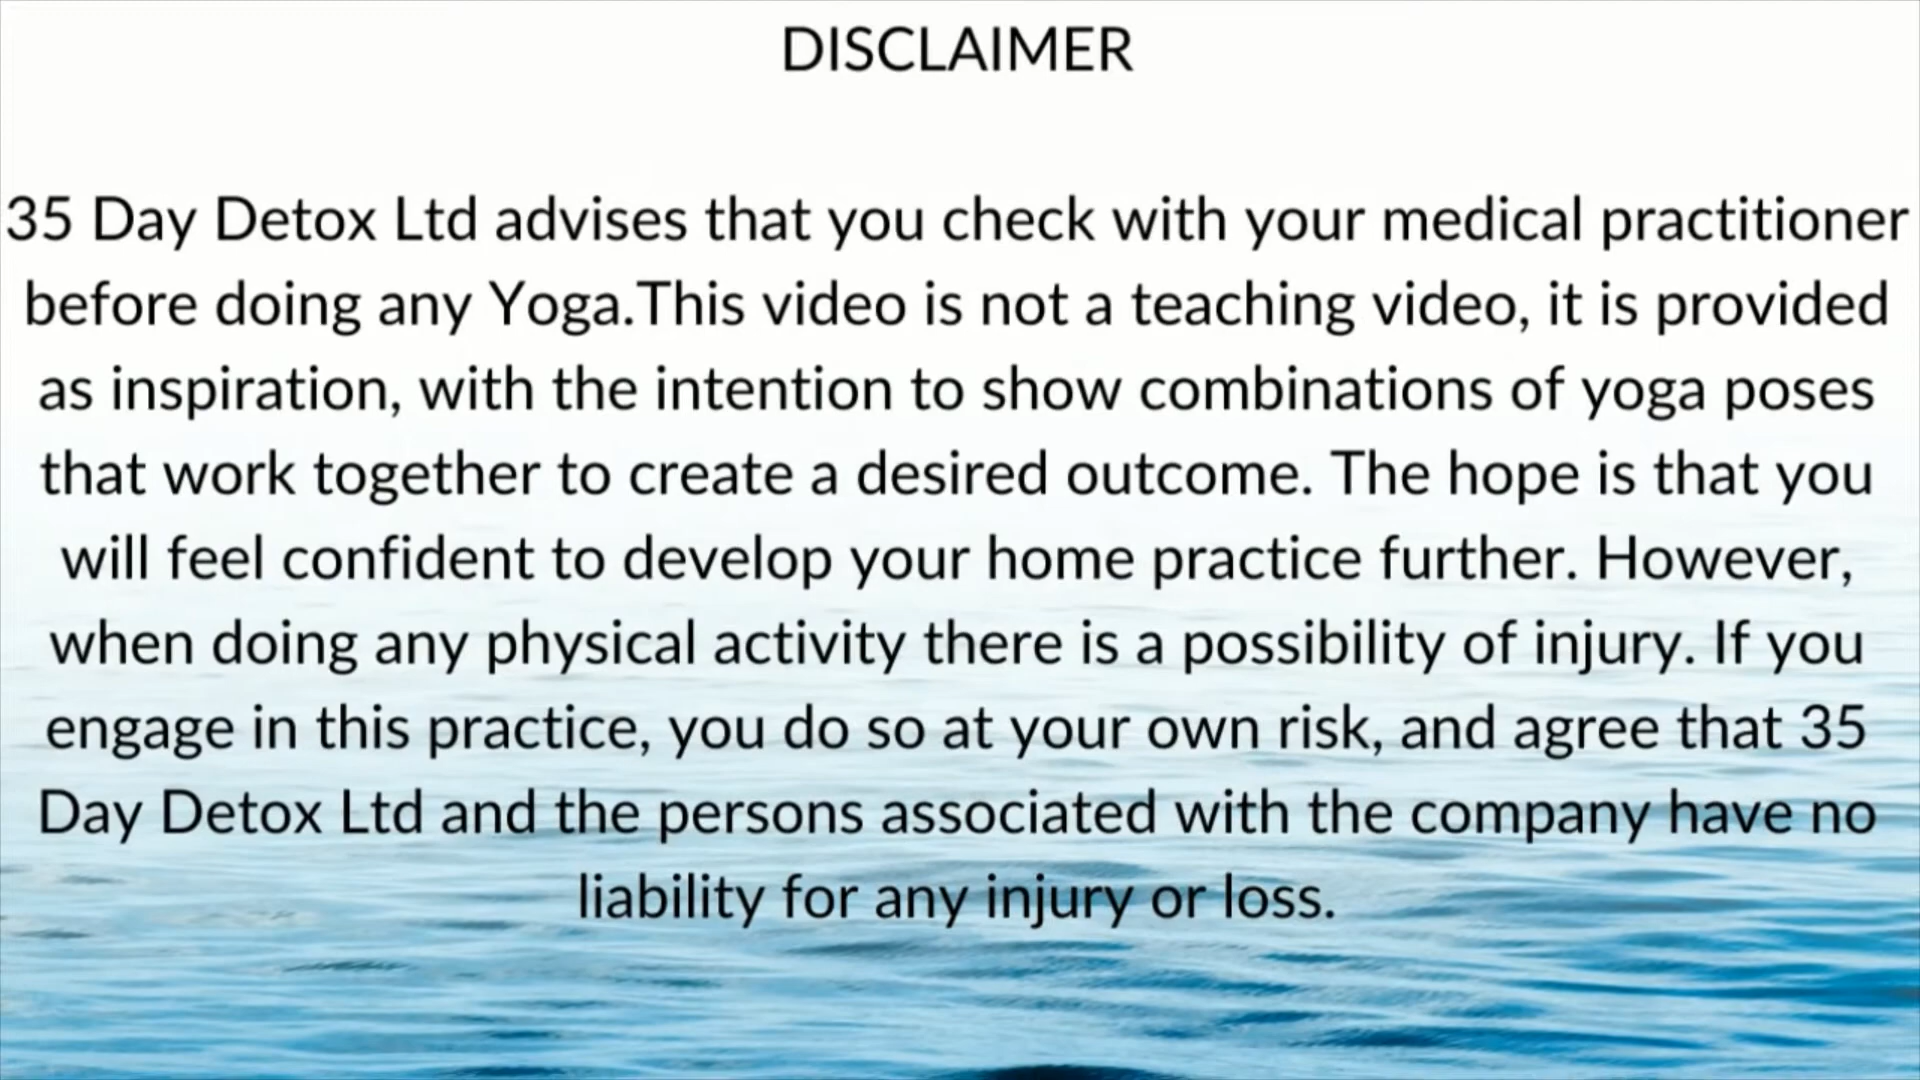 DISCLAIMER
35 Day Detox Ltd advises that you check with your medical practitioner
before doing any Yoga.This video is not a teaching video, it is provided
as inspiration, with the intention to show combinations of yoga poses
that work together to create a desired outcome. The hope is that you
will feel confident to develop your home practice further. However,
when doing any physical activity there is a possibility of injury. If you
engage in this practice, you do so at your own risk, and agree that 35
Day Detox Ltd and the persons associated with the company have no
liability for any injury or loss.